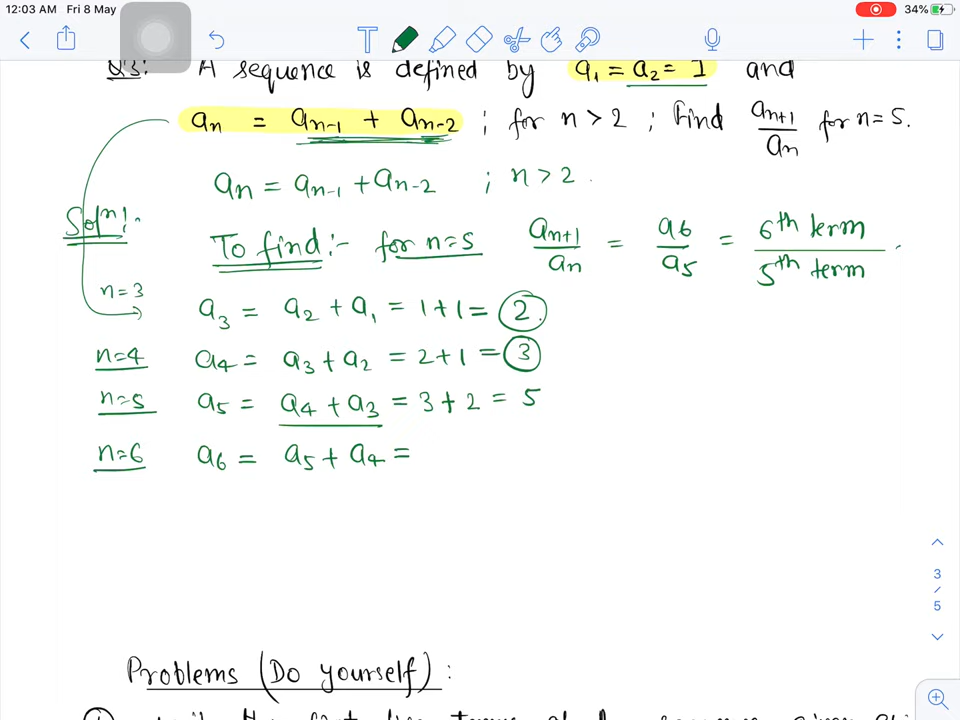 12:03 AM Fri 8 May 34%
Q3: A sequence is defined by a₁ = a₂ = 1 and
aₙ = aₙ₋₁ + aₙ₋₂ ; for n > 2 ; Find aₙ₊₁/aₙ for n = 5.
aₙ = aₙ₋₁ + aₙ₋₂ ; n > 2 .
Solⁿ:-
To find :- for n=5 aₙ₊₁/aₙ = a₆/a₅ = 6th term/5th term .
n=3
a₃ = a₂ + a₁ = 1+1 = 2
n=4 a₄ = a₃ + a₂ = 2+1 = 3
n=5 a₅ = a₄ + a₃ = 3+2 = 5
n=6 a₆ = a₅ + a₄ =
3
/
5
Problems (Do yourself) :